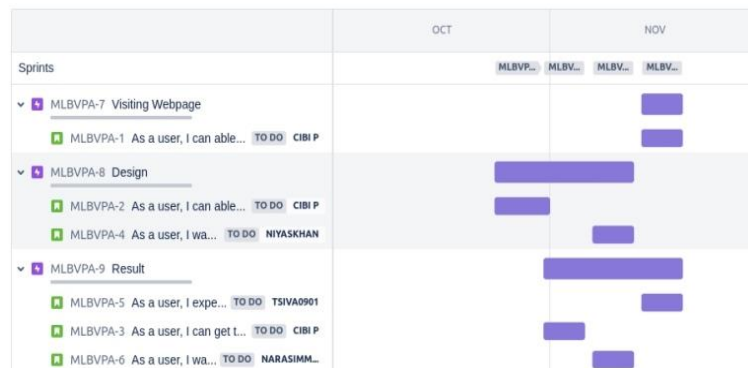 OCT NOV
Sprints MLBVP... MLBV... MLBV... MLBV...
MLBVPA-7 Visiting Webpage
MLBVPA-1 As a user, I can able... TO DO CIBI P
MLBVPA-8 Design
MLBVPA-2 As a user, I can able... TO DO CIBI P
MLBVPA-4 As a user, I wa... TO DO NIYASKHAN
MLBVPA-9 Result
MLBVPA-5 As a user, I expe... TO DO TSIVA0901
MLBVPA-3 As a user, I can get t... TO DO CIBI P
MLBVPA-6 As a user, I wa... TO DO NARASIMM...